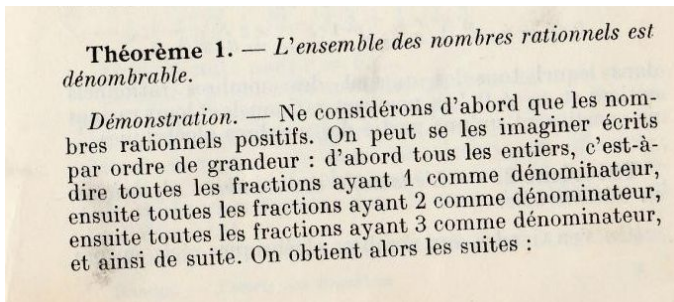 Théorème 1. — L'ensemble des nombres rationnels est
dénombrable.
Démonstration. — Ne considérons d'abord que les nom-
bres rationnels positifs. On peut se les imaginer écrits
par ordre de grandeur : d'abord tous les entiers, c'est-à-
dire toutes les fractions ayant 1 comme dénominateur,
ensuite toutes les fractions ayant 2 comme dénominateur,
ensuite toutes les fractions ayant 3 comme dénominateur,
et ainsi de suite. On obtient alors les suites :